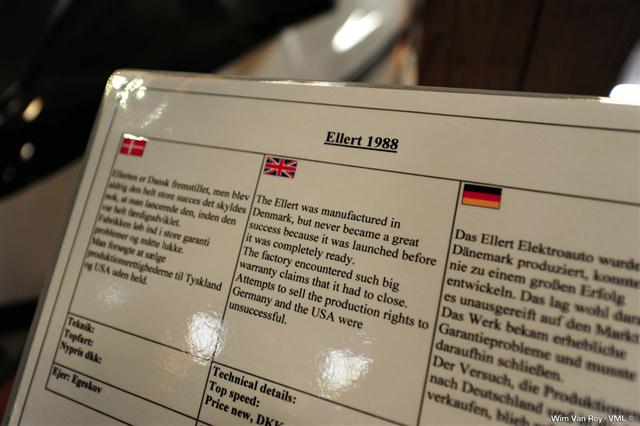 Ellert 1988
Ellerten er Dansk fremstillet, men blev
aldrig den helt store succes det skyldes
nok, at man lancerede den, inden den
var helt færdigudviklet.
Fabrikken løb ind i store garanti
problemer og måtte lukke.
Man forsøgte at sælge
produktionsrettighederne til Tyskland
og USA uden held.
The Ellert was manufactured in
Denmark, but never became a great
success because it was launched before
it was completely ready.
The factory encountered such big
warranty claims that it had to close.
Attempts to sell the production rights to
Germany and the USA were
unsuccessful.
Das Ellert Elektroauto wurde
Dänemark produziert, konnte
nie zu einem großen Erfolg
entwickeln. Das lag wohl dar
es unausgereift auf den Markt
Das Werk bekam erhebliche
Garantieprobleme und musste
daraufhin schließen.
Der Versuch, die Produktion
nach Deutschland
verkaufen, blieb
Teknik:
Topfart:
Nypris dkk:
Ejer: Egeskov
Technical details:
Top speed:
Price new, DKK
Wim Van Roy - VML ©